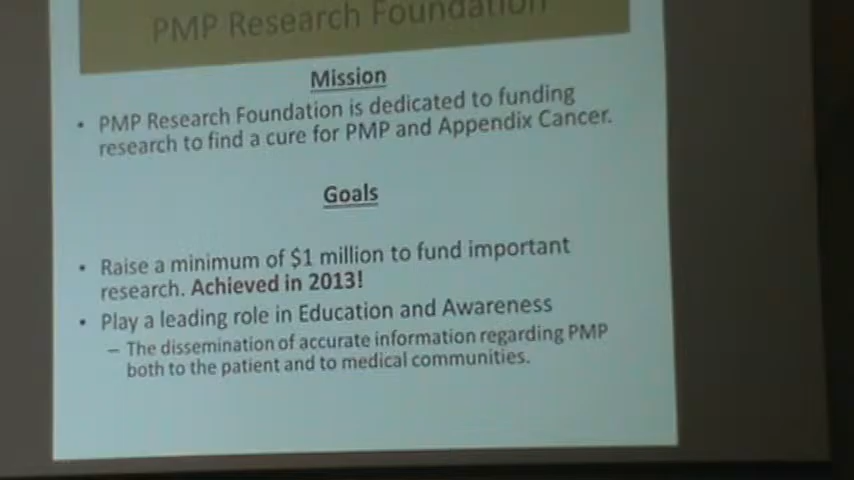 PMP Research Foundation
Mission
• PMP Research Foundation is dedicated to funding
research to find a cure for PMP and Appendix Cancer.
Goals
• Raise a minimum of $1 million to fund important
research. Achieved in 2013!
• Play a leading role in Education and Awareness
– The dissemination of accurate information regarding PMP
both to the patient and to medical communities.